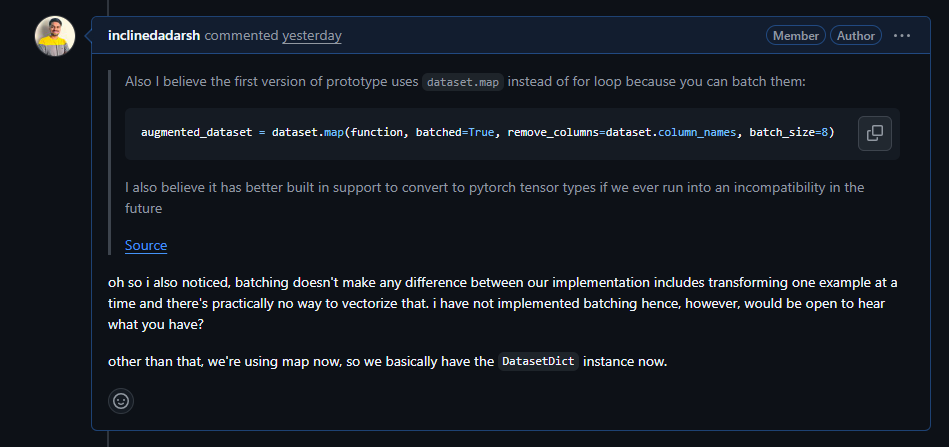 inclinedadarsh commented yesterday Member Author
Also I believe the first version of prototype uses dataset.map instead of for loop because you can batch them:
augmented_dataset = dataset.map(function, batched=True, remove_columns=dataset.column_names, batch_size=8)
I also believe it has better built in support to convert to pytorch tensor types if we ever run into an incompatibility in the
future
Source
oh so i also noticed, batching doesn't make any difference between our implementation includes transforming one example at a
time and there's practically no way to vectorize that. i have not implemented batching hence, however, would be open to hear
what you have?
other than that, we're using map now, so we basically have the DatasetDict instance now.